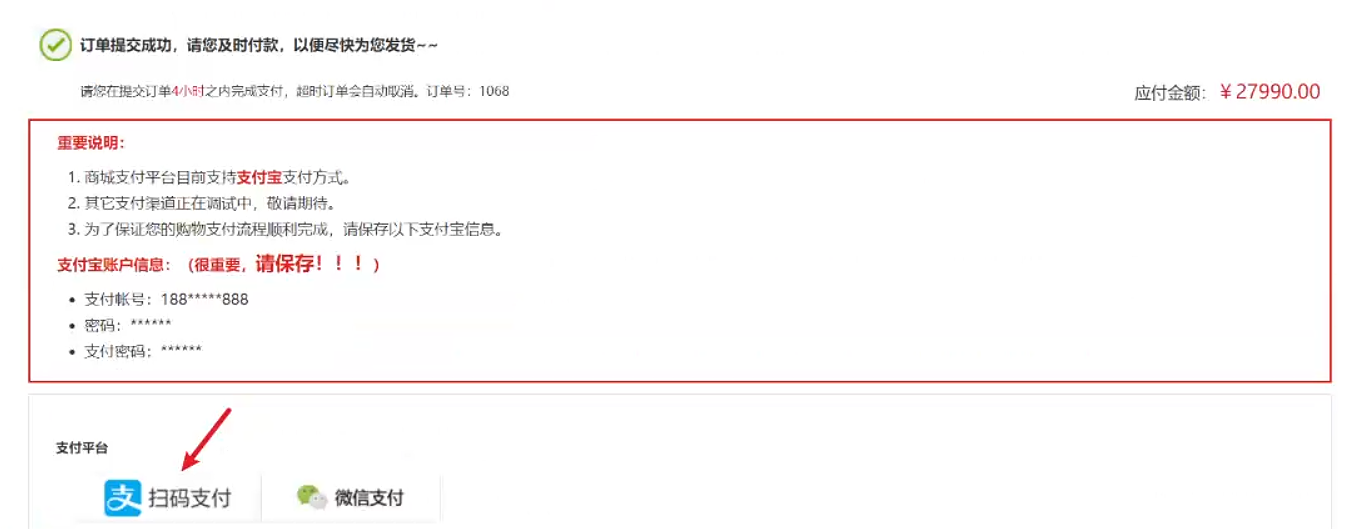 订单提交成功，请您及时付款，以便尽快为您发货~~
请您在提交订单4小时之内完成支付，超时订单会自动取消。订单号：1068
应付金额：￥27990.00
重要说明：
1. 商城支付平台目前支持支付宝支付方式。
2. 其它支付渠道正在调试中，敬请期待。
3. 为了保证您的购物支付流程顺利完成，请保存以下支付宝信息。
支付宝账户信息：（很重要，请保存！！！）
• 支付帐号：188*****888
• 密码：******
• 支付密码：******
支付平台
支 扫码支付
微信支付